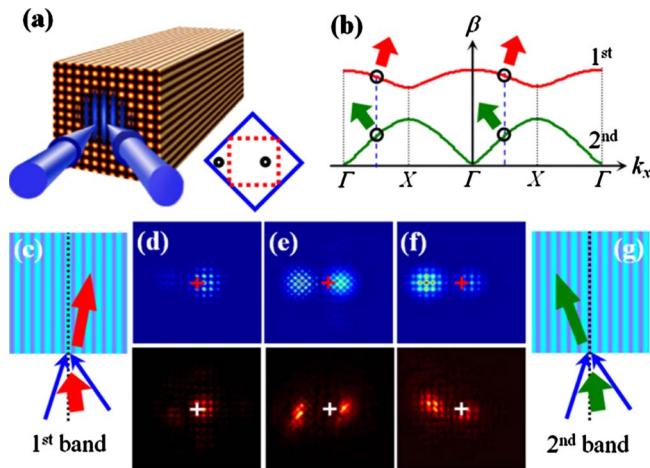 (a)
(b)
β
1st
2nd
Γ X Γ X Γ kx
(c)
(d)
(e)
(f)
(g)
1st band
2nd band